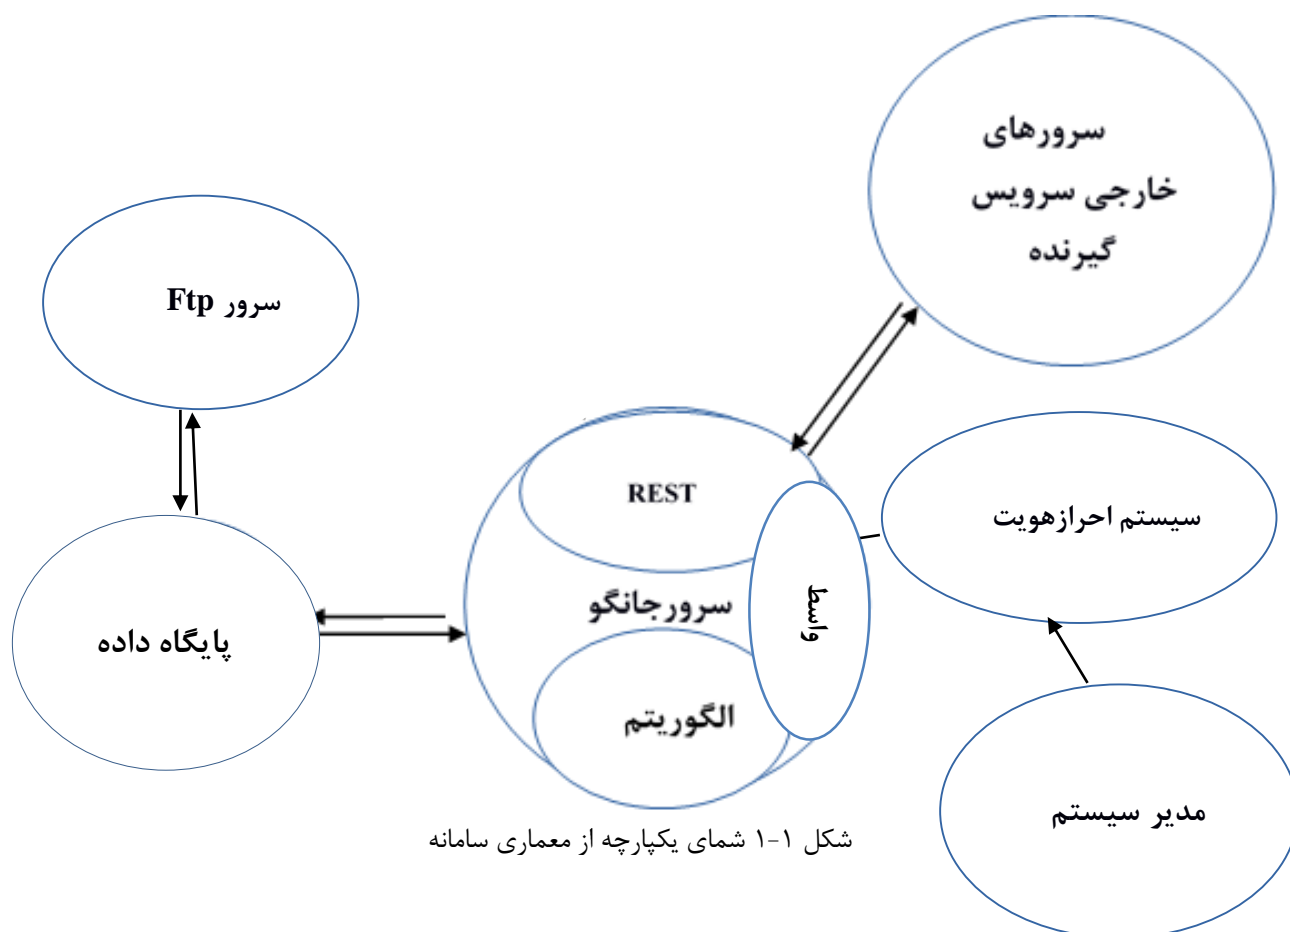 سرورهای
خارجی سرویس
گیرنده
سرور Ftp
REST
سیستم احرازهویت
سرورجانگو
واسط
پایگاه داده
الگوریتم
مدیر سیستم
شکل ۱-۱ شمای یکپارچه از معماری سامانه